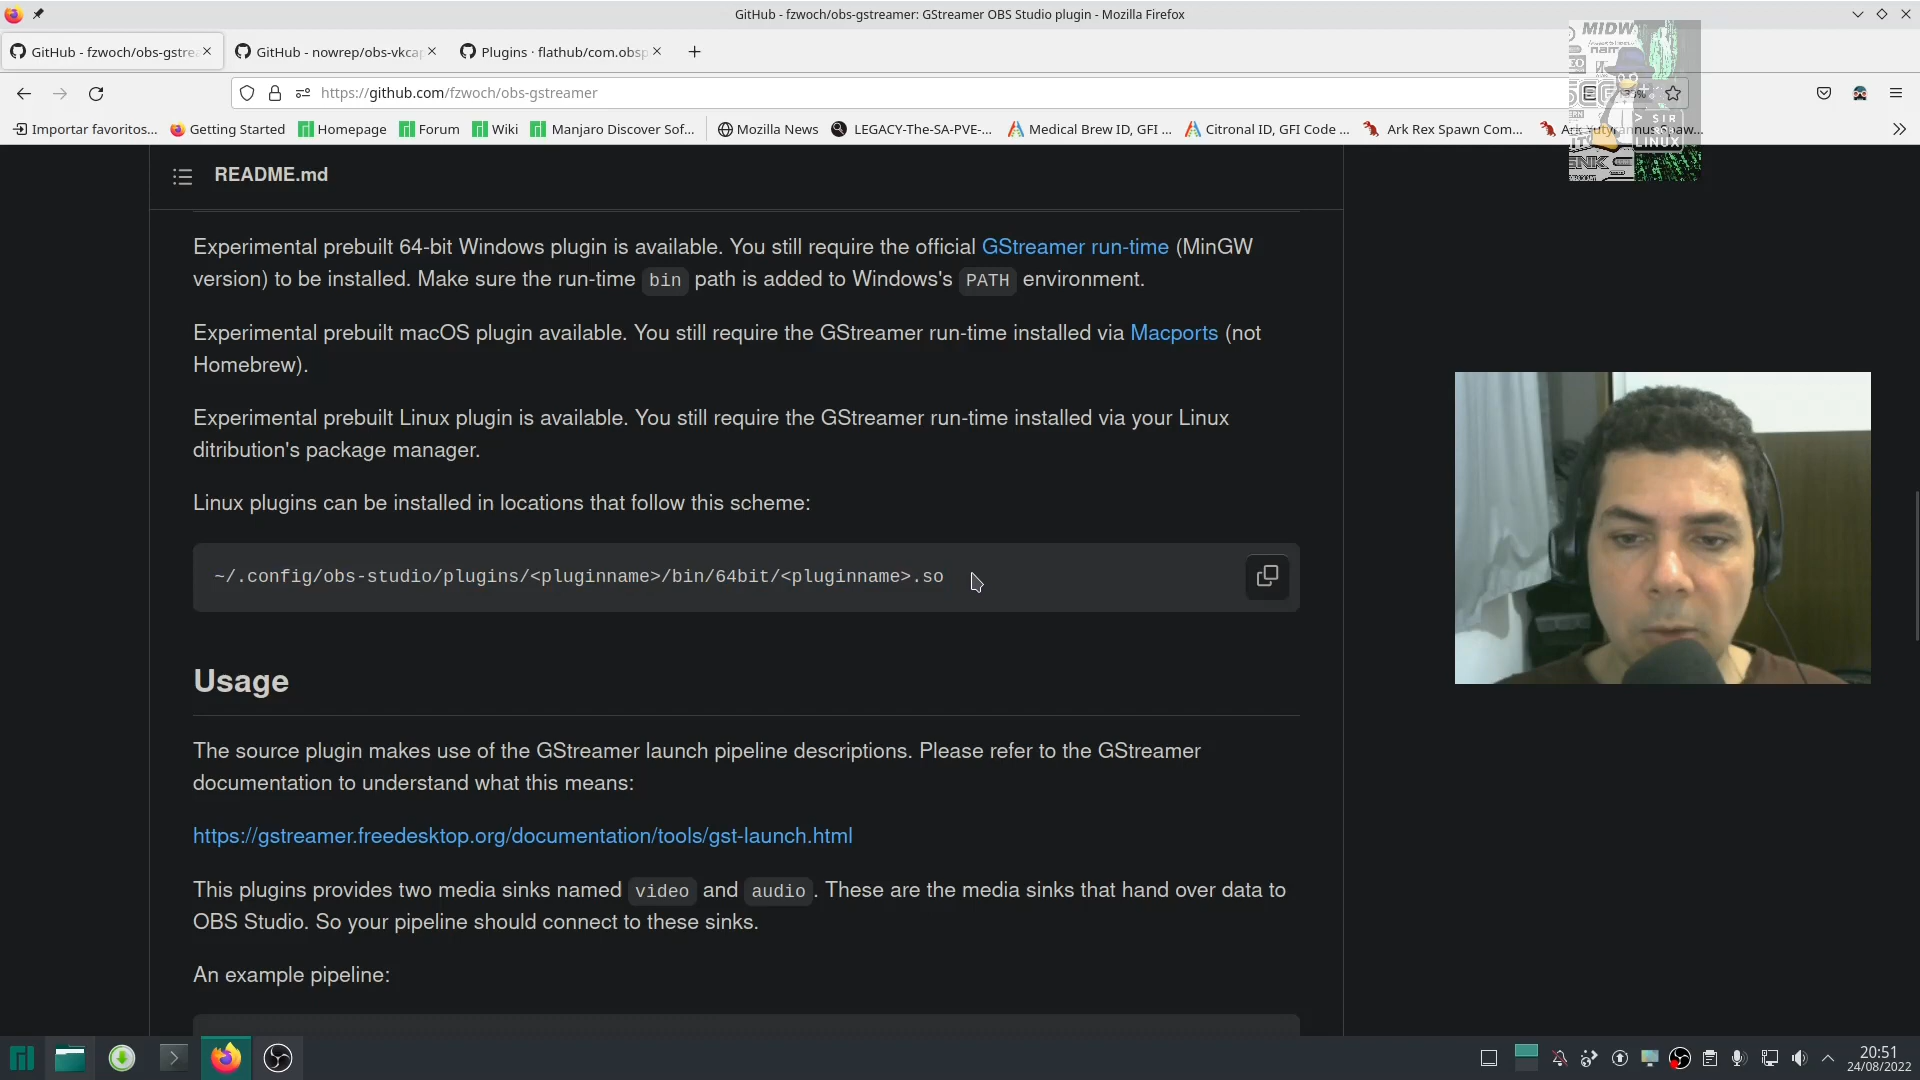 GitHub - fzwoch/obs-gstreamer: GStreamer OBS Studio plugin - Mozilla Firefox
GitHub - fzwoch/obs-gstre
GitHub - nowrep/obs-vkcap
Plugins · flathub/com.obsp
https://github.com/fzwoch/obs-gstreamer
Importar favoritos...
Getting Started
Homepage
Forum
Wiki
Manjaro Discover Sof...
Mozilla News
LEGACY-The-SA-PVE-...
Medical Brew ID, GFI ...
Citronal ID, GFI Code ...
Ark Rex Spawn Com...
MIDW
> SIR
LINUX
README.md
Experimental prebuilt 64-bit Windows plugin is available. You still require the official GStreamer run-time (MinGW
version) to be installed. Make sure the run-time bin path is added to Windows's PATH environment.
Experimental prebuilt macOS plugin available. You still require the GStreamer run-time installed via Macports (not
Homebrew).
Experimental prebuilt Linux plugin is available. You still require the GStreamer run-time installed via your Linux
ditribution's package manager.
Linux plugins can be installed in locations that follow this scheme:
~/.config/obs-studio/plugins/<pluginname>/bin/64bit/<pluginname>.so
Usage
The source plugin makes use of the GStreamer launch pipeline descriptions. Please refer to the GStreamer
documentation to understand what this means:
https://gstreamer.freedesktop.org/documentation/tools/gst-launch.html
This plugins provides two media sinks named video and audio. These are the media sinks that hand over data to
OBS Studio. So your pipeline should connect to these sinks.
An example pipeline:
20:51
24/08/2022